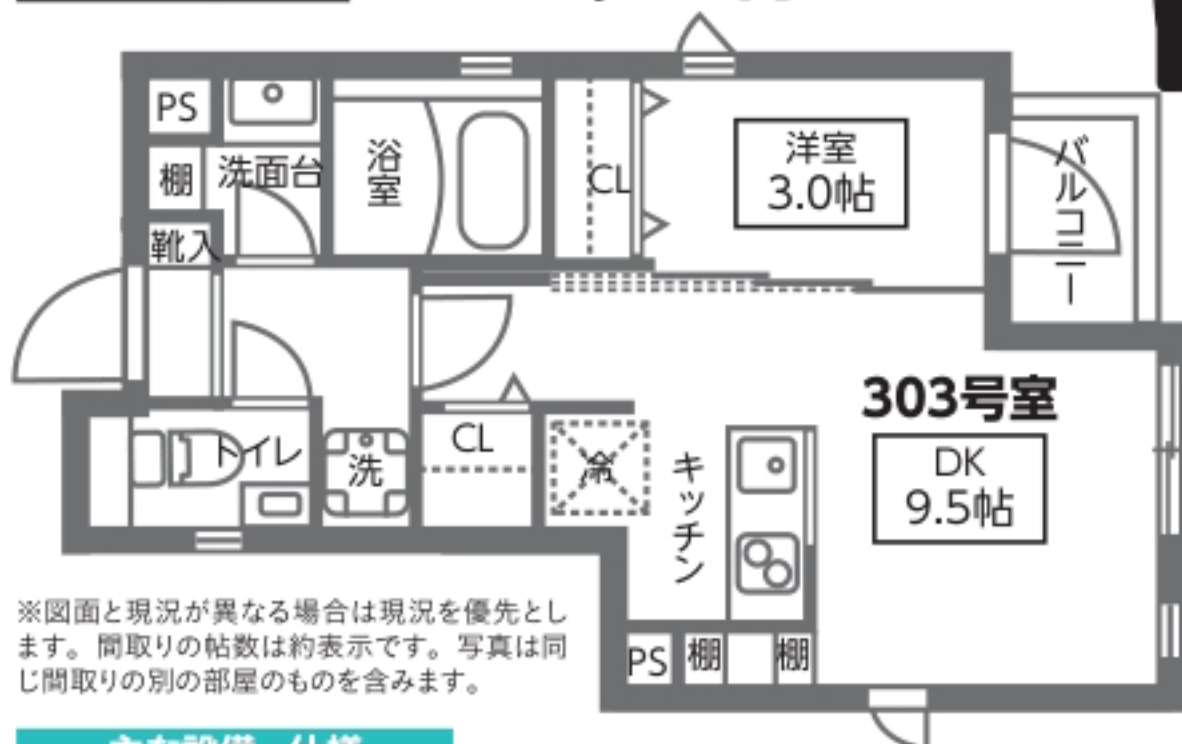 PS
棚
洗面台
靴入
浴室
CL
洋室
3.0帖
バルコニー
303号室
DK
9.5帖
トイレ
洗
CL
冷
キッチン
PS
棚
棚
※図面と現況が異なる場合は現況を優先とし
ます。間取りの帖数は約表示です。写真は同
じ間取りの別の部屋のものを含みます。